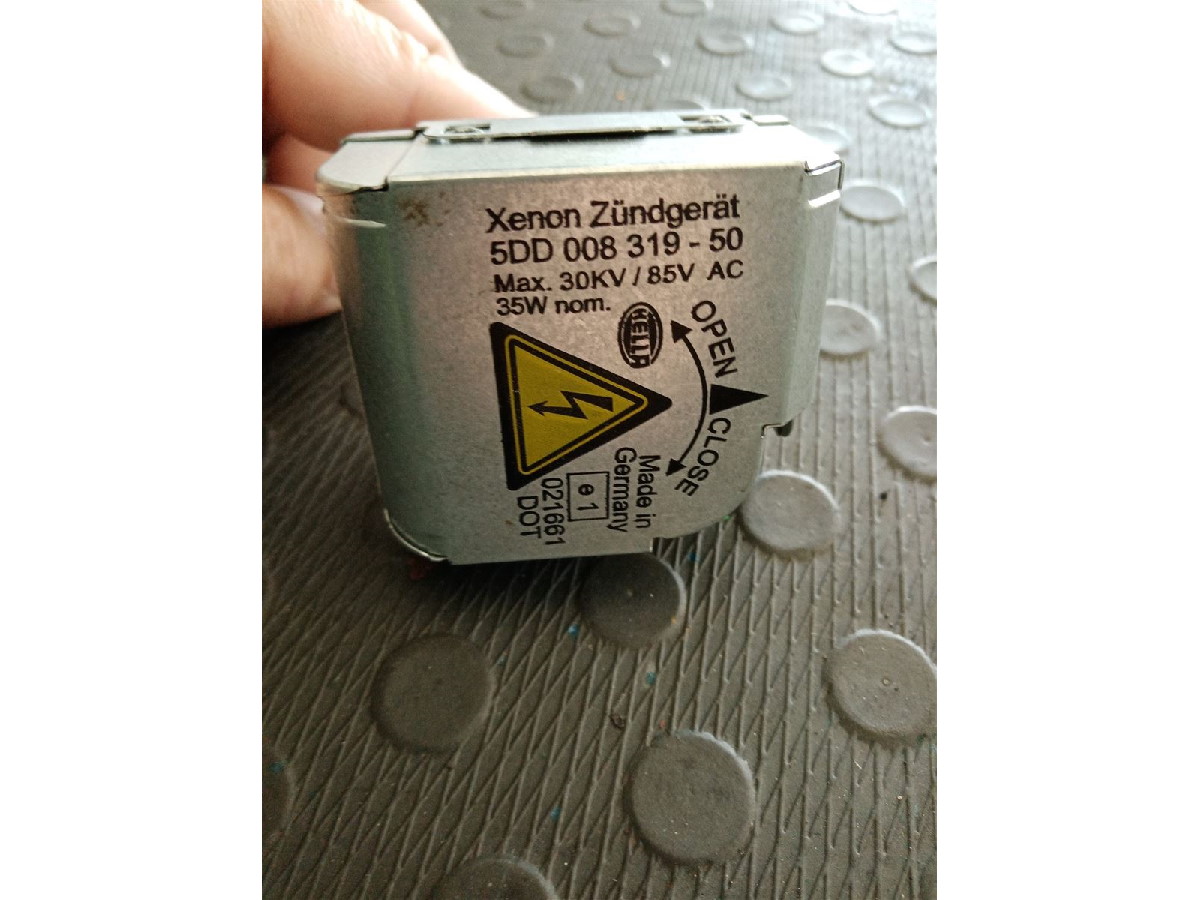 Xenon Zündgerät
5DD 008 319 - 50
Max. 30KV / 85V AC
35W nom.
HELLA
OPEN
CLOSE
Made in
Germany
e 1
021661
DOT